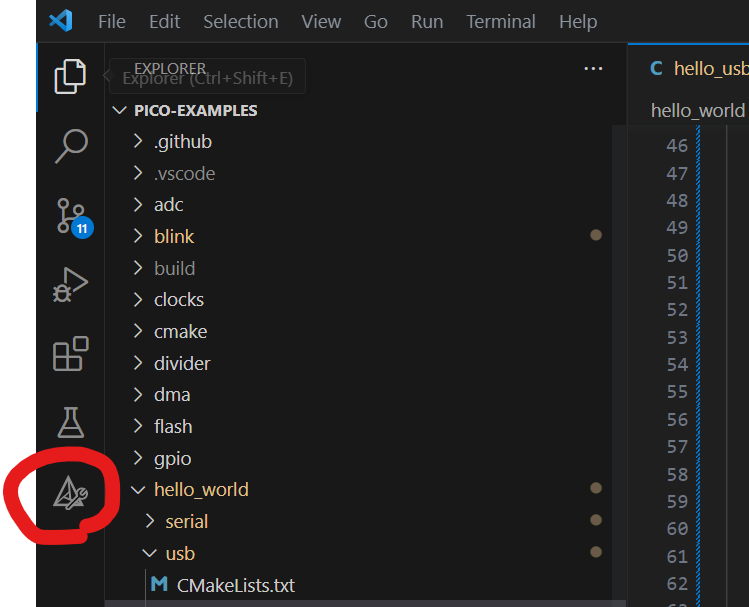 File Edit Selection View Go Run Terminal Help
EXPLORER
Explorer (Ctrl+Shift+E)
C hello_usb
PICO-EXAMPLES
hello_world
.github
46
.vscode
47
adc
48
blink
49
11
50
build
51
clocks
52
cmake
53
divider
54
dma
55
flash
56
gpio
57
hello_world
58
serial
59
usb
60
M CMakeLists.txt
61
62